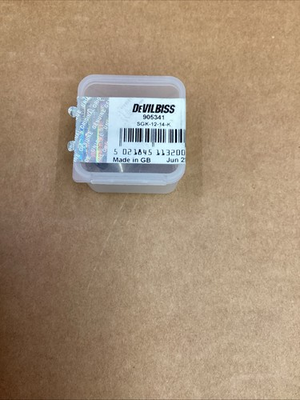 DEVILBISS
905341
SGK-12-14-K
5 021845 113200
Made in GB Jun 2